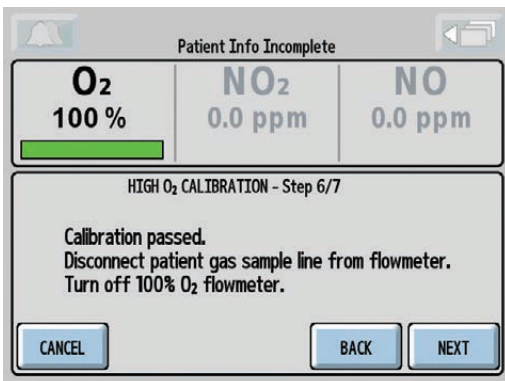 Patient Info Incomplete
O₂ NO₂ NO
100 % 0.0 ppm 0.0 ppm
HIGH O₂ CALIBRATION - Step 6/7
Calibration passed.
Disconnect patient gas sample line from flowmeter.
Turn off 100% O₂ flowmeter.
CANCEL BACK NEXT